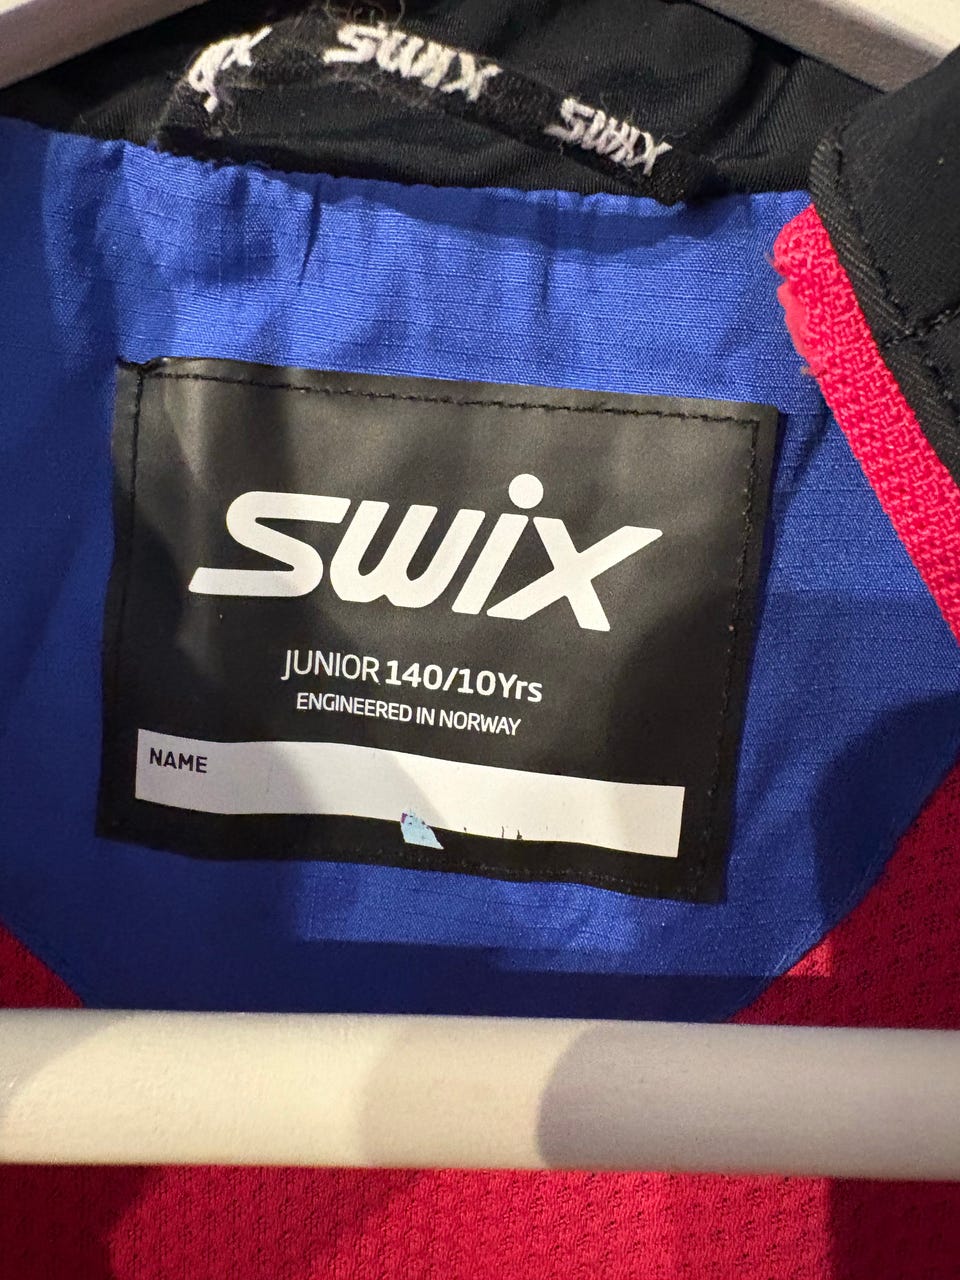 swix
SWIX
SWIX
swix
JUNIOR 140/10Yrs
ENGINEERED IN NORWAY
NAME